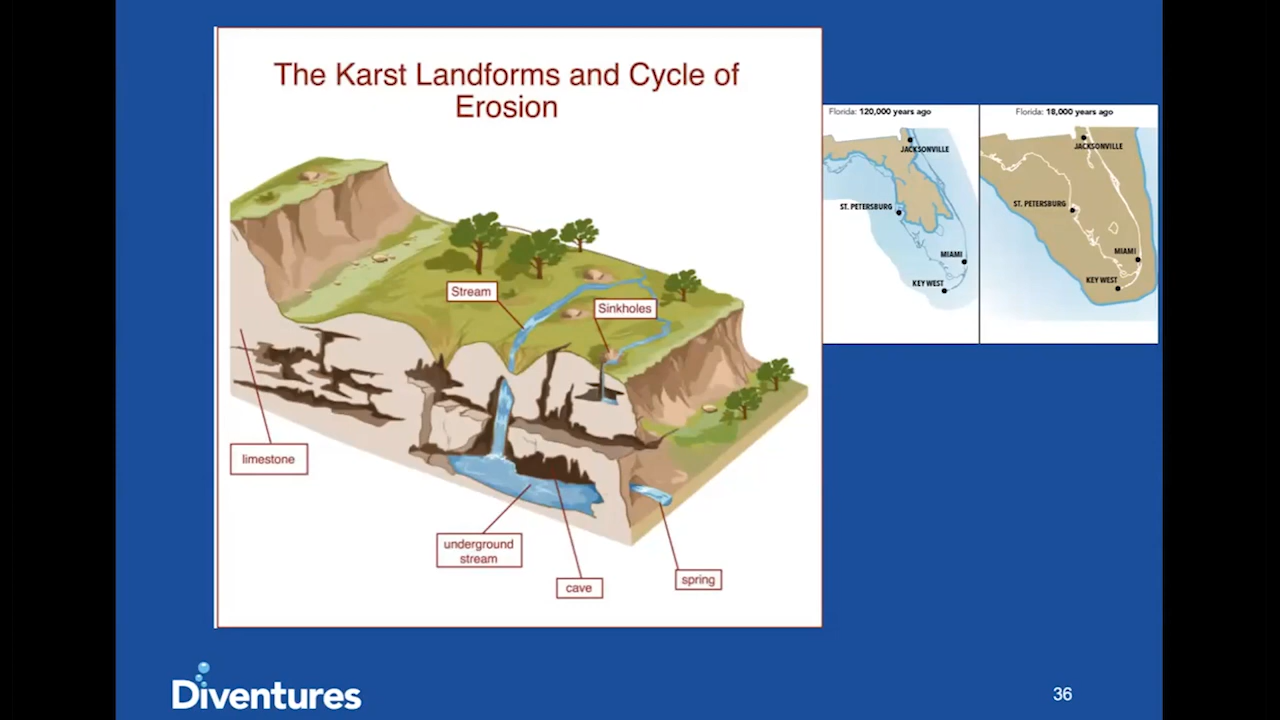 The Karst Landforms and Cycle of
Erosion
Stream
Sinkholes
limestone
underground
stream
cave
spring
Florida: 120,000 years ago
JACKSONVILLE
ST. PETERSBURG
MIAMI
KEY WEST
Florida: 18,000 years ago
JACKSONVILLE
ST. PETERSBURG
MIAMI
KEY WEST
Diventures
36